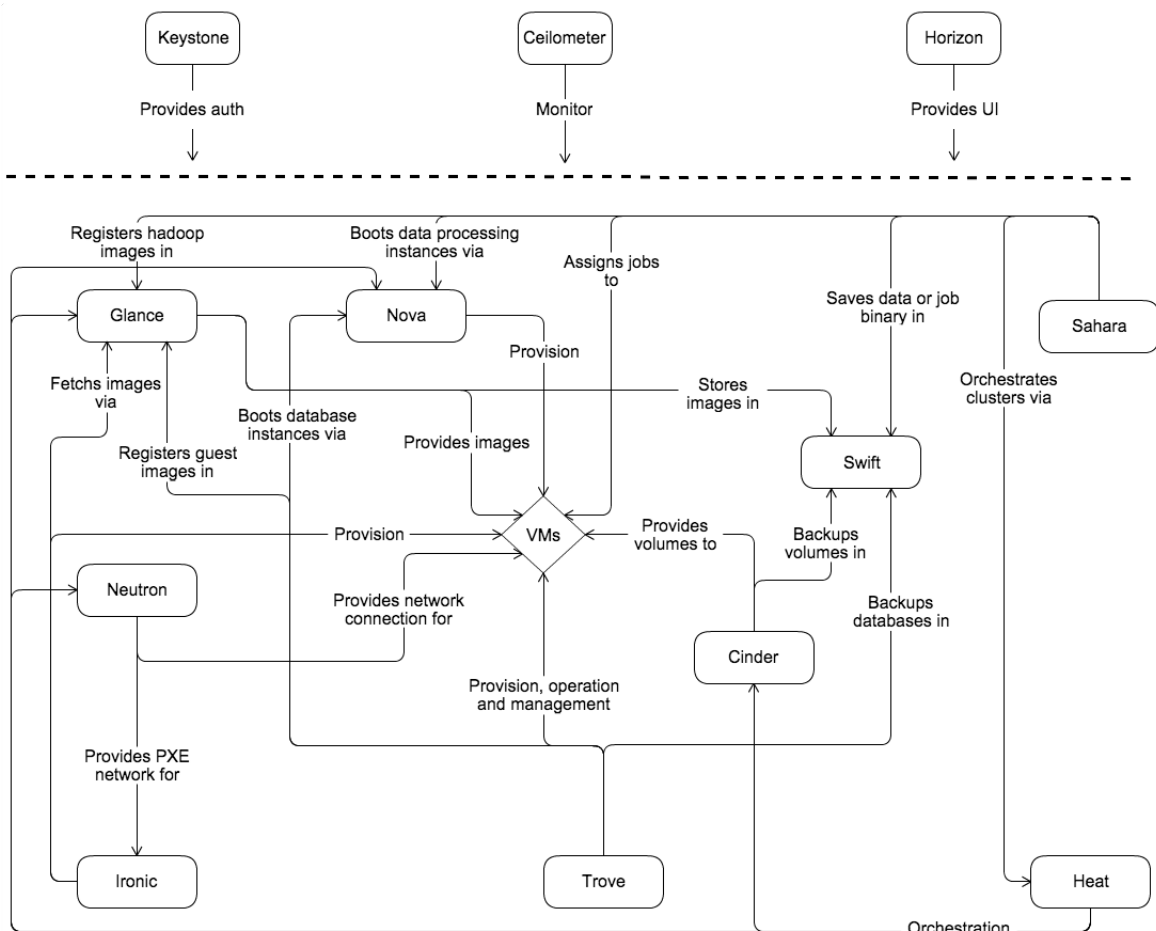 Keystone
Ceilometer
Horizon
Provides auth
Monitor
Provides UI
Registers hadoop
images in
Boots data processing
instances via
Assigns jobs
to
Saves data or job
binary in
Glance
Nova
Sahara
Provision
Fetchs images
via
Boots database
instances via
Stores
images in
Orchestrates
clusters via
Registers guest
images in
Provides images
Swift
Provision
VMs
Provides
volumes to
Backups
volumes in
Neutron
Provides network
connection for
Backups
databases in
Cinder
Provision, operation
and management
Provides PXE
network for
Ironic
Trove
Heat
Orchestration